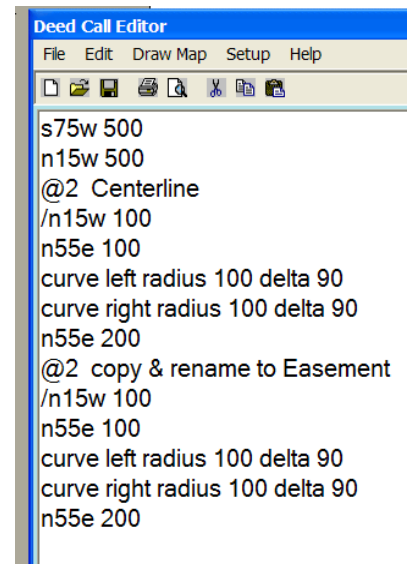 Deed Call Editor
File Edit Draw Map Setup Help
s75w 500
n15w 500
@2  Centerline
/n15w 100
n55e 100
curve left radius 100 delta 90
curve right radius 100 delta 90
n55e 200
@2  copy & rename to Easement
/n15w 100
n55e 100
curve left radius 100 delta 90
curve right radius 100 delta 90
n55e 200